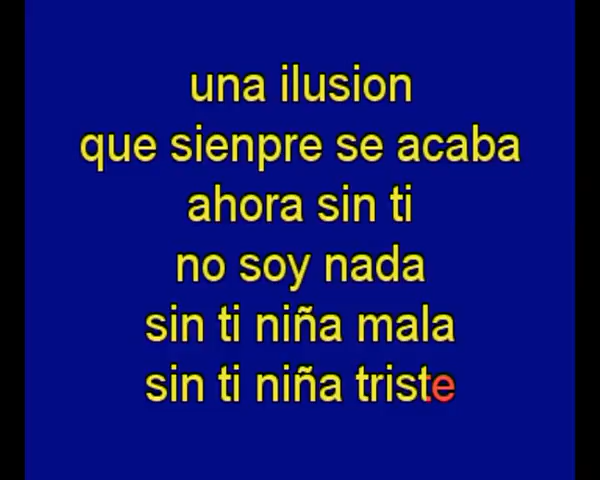 una ilusion
que sienpre se acaba
ahora sin ti
no soy nada
sin ti niña mala
sin ti niña triste